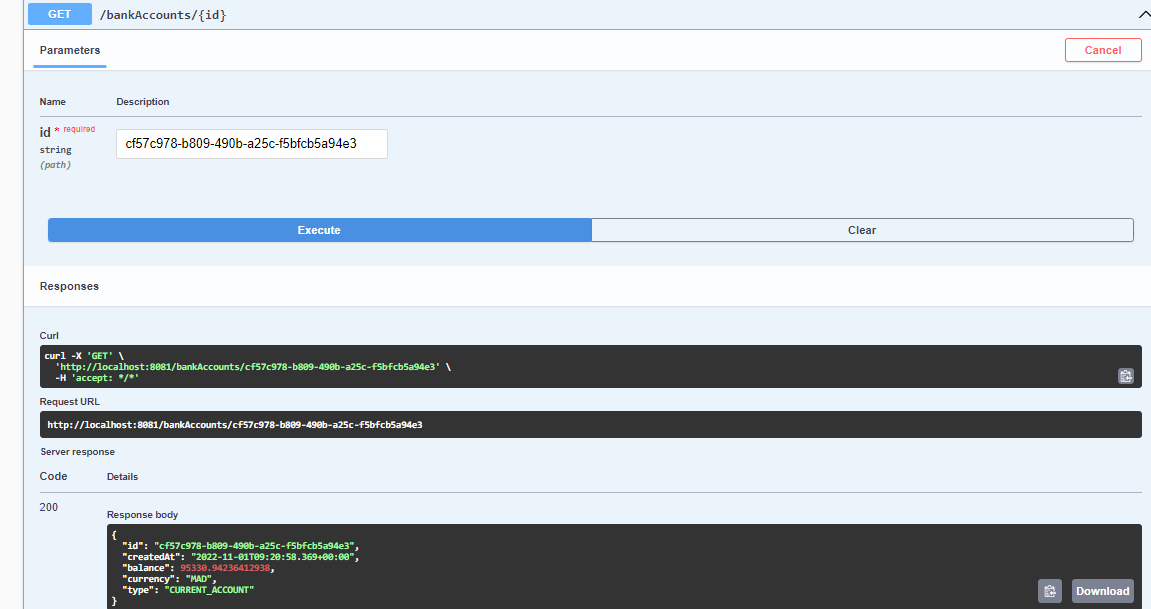 GET /bankAccounts/{id}
Parameters
Cancel
Name Description
id * required
string
(path)
cf57c978-b809-490b-a25c-f5bfcb5a94e3
Execute Clear
Responses
Curl
curl -X 'GET' \
'http://localhost:8081/bankAccounts/cf57c978-b809-490b-a25c-f5bfcb5a94e3' \
-H 'accept: */*'
Request URL
http://localhost:8081/bankAccounts/cf57c978-b809-490b-a25c-f5bfcb5a94e3
Server response
Code Details
200
Response body
{
"id": "cf57c978-b809-490b-a25c-f5bfcb5a94e3",
"createdAt": "2022-11-01T09:20:58.369+00:00",
"balance": 95330.94236412938,
"currency": "MAD",
"type": "CURRENT_ACCOUNT"
}
Download